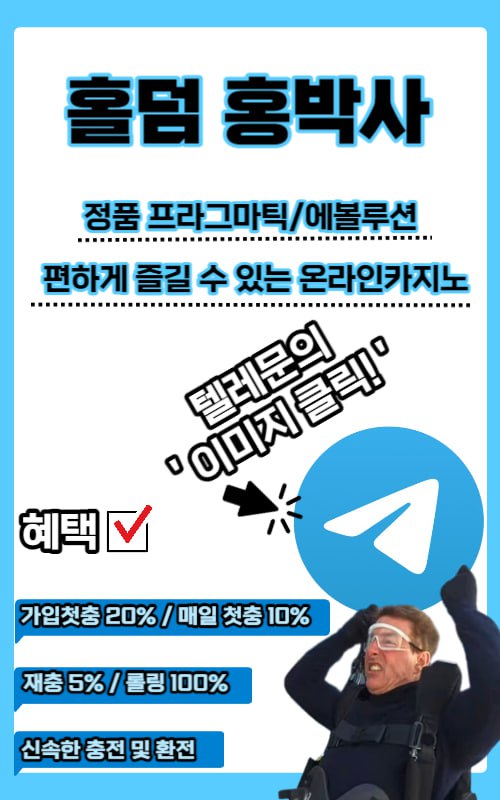 홀덤 홍박사
정품 프라그마틱/에볼루션
편하게 즐길 수 있는 온라인카지노
텔레문의
' 이미지 클릭! '
혜택
가입첫충 20% / 매일 첫충 10%
재충 5% / 롤링 100%
신속한 충전 및 환전